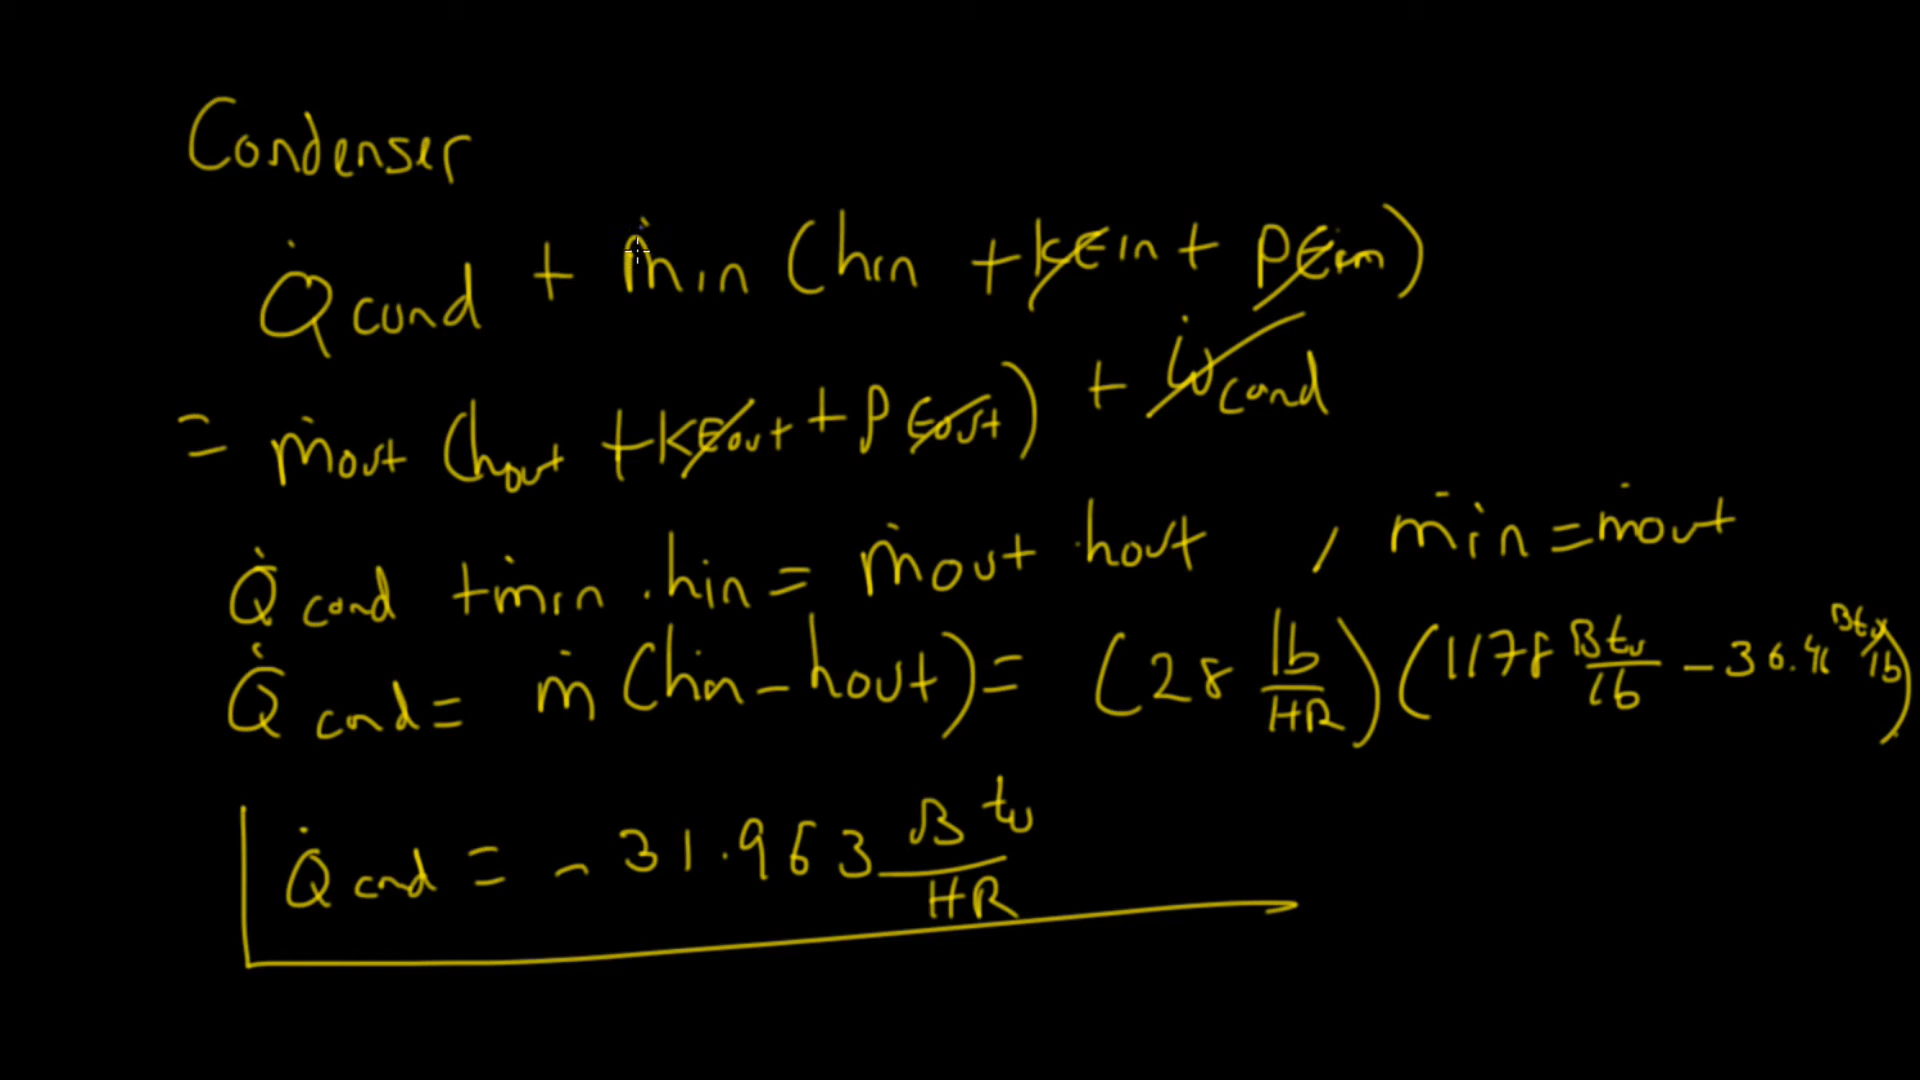 Condenser
Q̇cond + ṁin (hin + KEin + PEin)
= ṁout (hout + KEout + PEout) + Ẇcond
Q̇cond + ṁin . hin = ṁout . hout , ṁin = ṁout
Q̇cond = ṁ (hin - hout) = (28 lb/HR) (1178 Btu/lb - 36.41 Btu/lb)
Q̇cond = - 31.963 Btu/HR